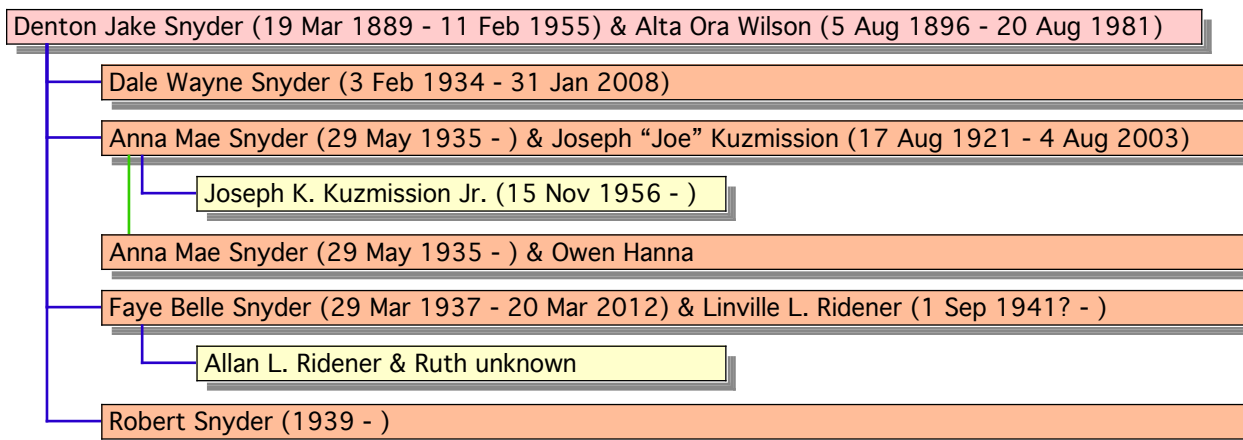 Denton Jake Snyder (19 Mar 1889 - 11 Feb 1955) & Alta Ora Wilson (5 Aug 1896 - 20 Aug 1981)
Dale Wayne Snyder (3 Feb 1934 - 31 Jan 2008)
Anna Mae Snyder (29 May 1935 - ) & Joseph “Joe” Kuzmission (17 Aug 1921 - 4 Aug 2003)
Joseph K. Kuzmission Jr. (15 Nov 1956 - )
Anna Mae Snyder (29 May 1935 - ) & Owen Hanna
Faye Belle Snyder (29 Mar 1937 - 20 Mar 2012) & Linville L. Ridener (1 Sep 1941? - )
Allan L. Ridener & Ruth unknown
Robert Snyder (1939 - )